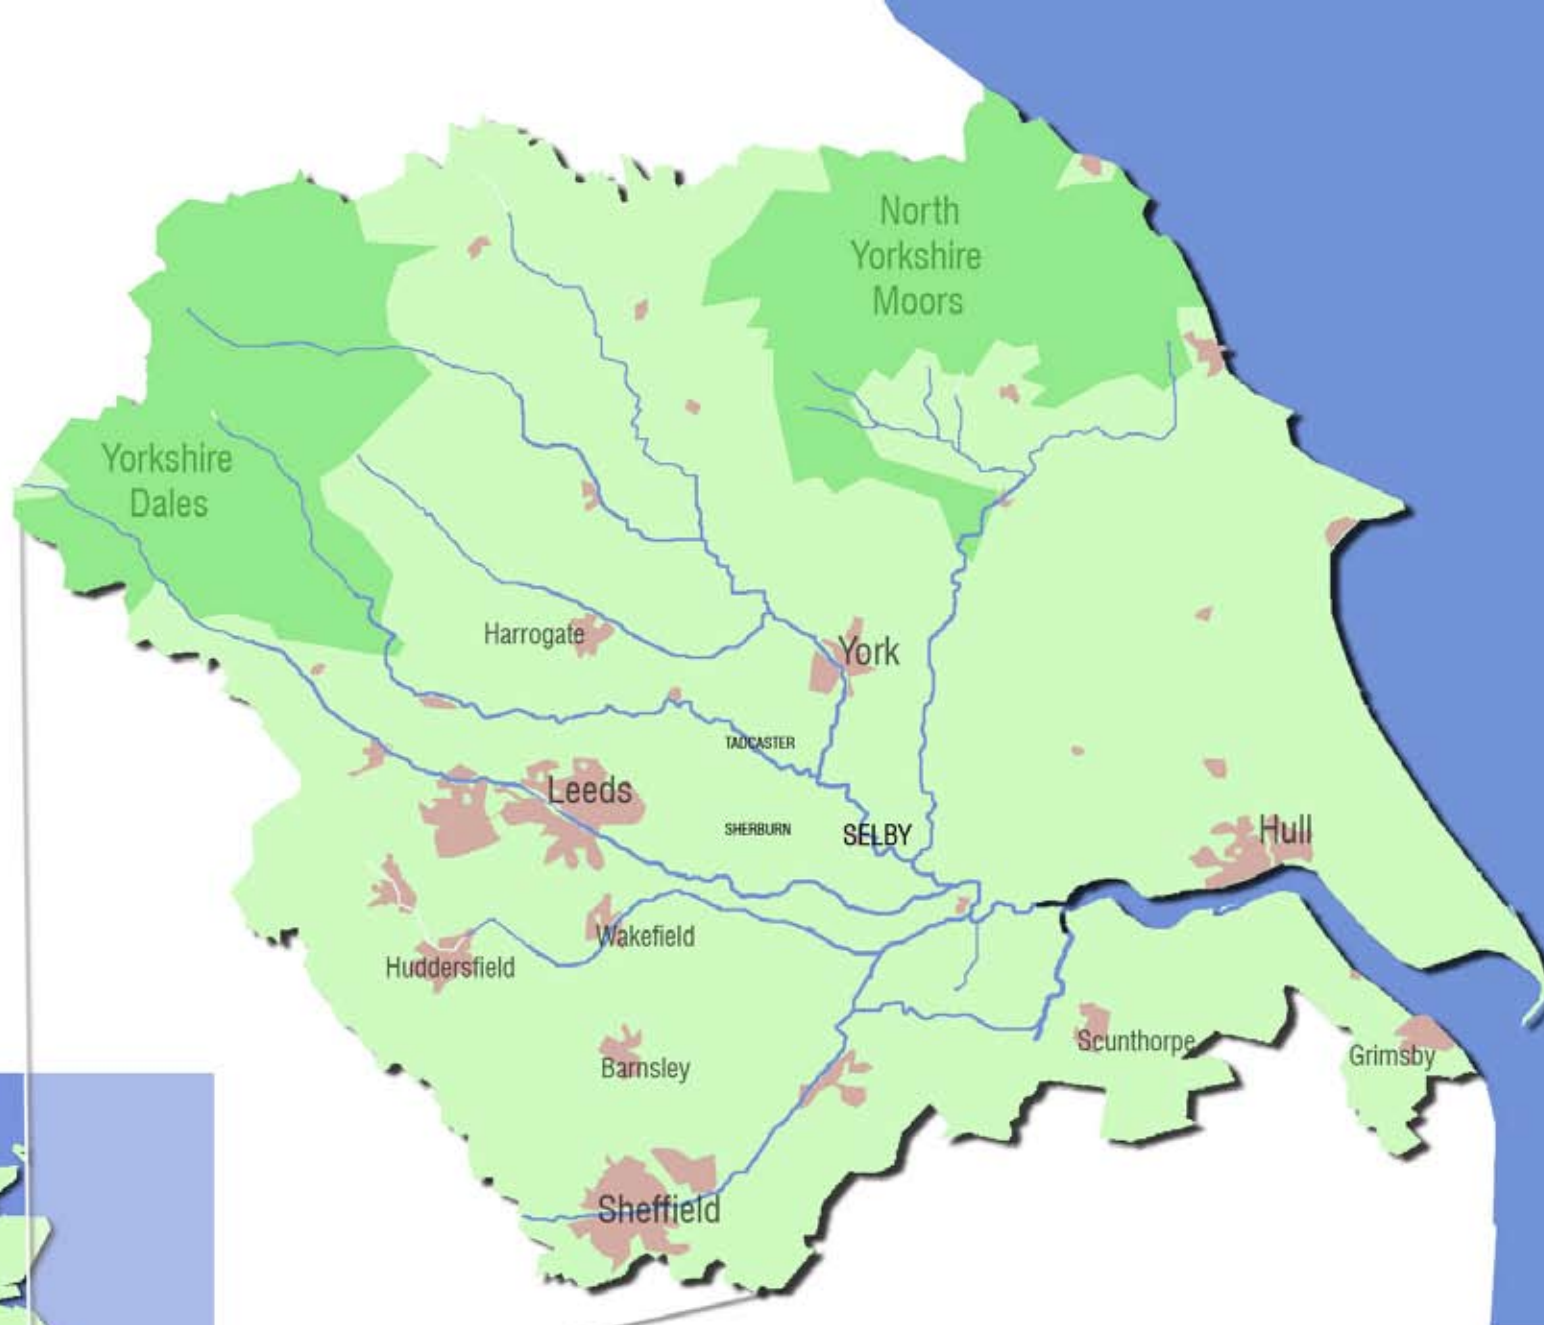 North
Yorkshire
Moors
Yorkshire
Dales
Harrogate
York
TADCASTER
Leeds
SHERBURN
SELBY
Hull
Wakefield
Huddersfield
Scunthorpe
Grimsby
Barnsley
Sheffield